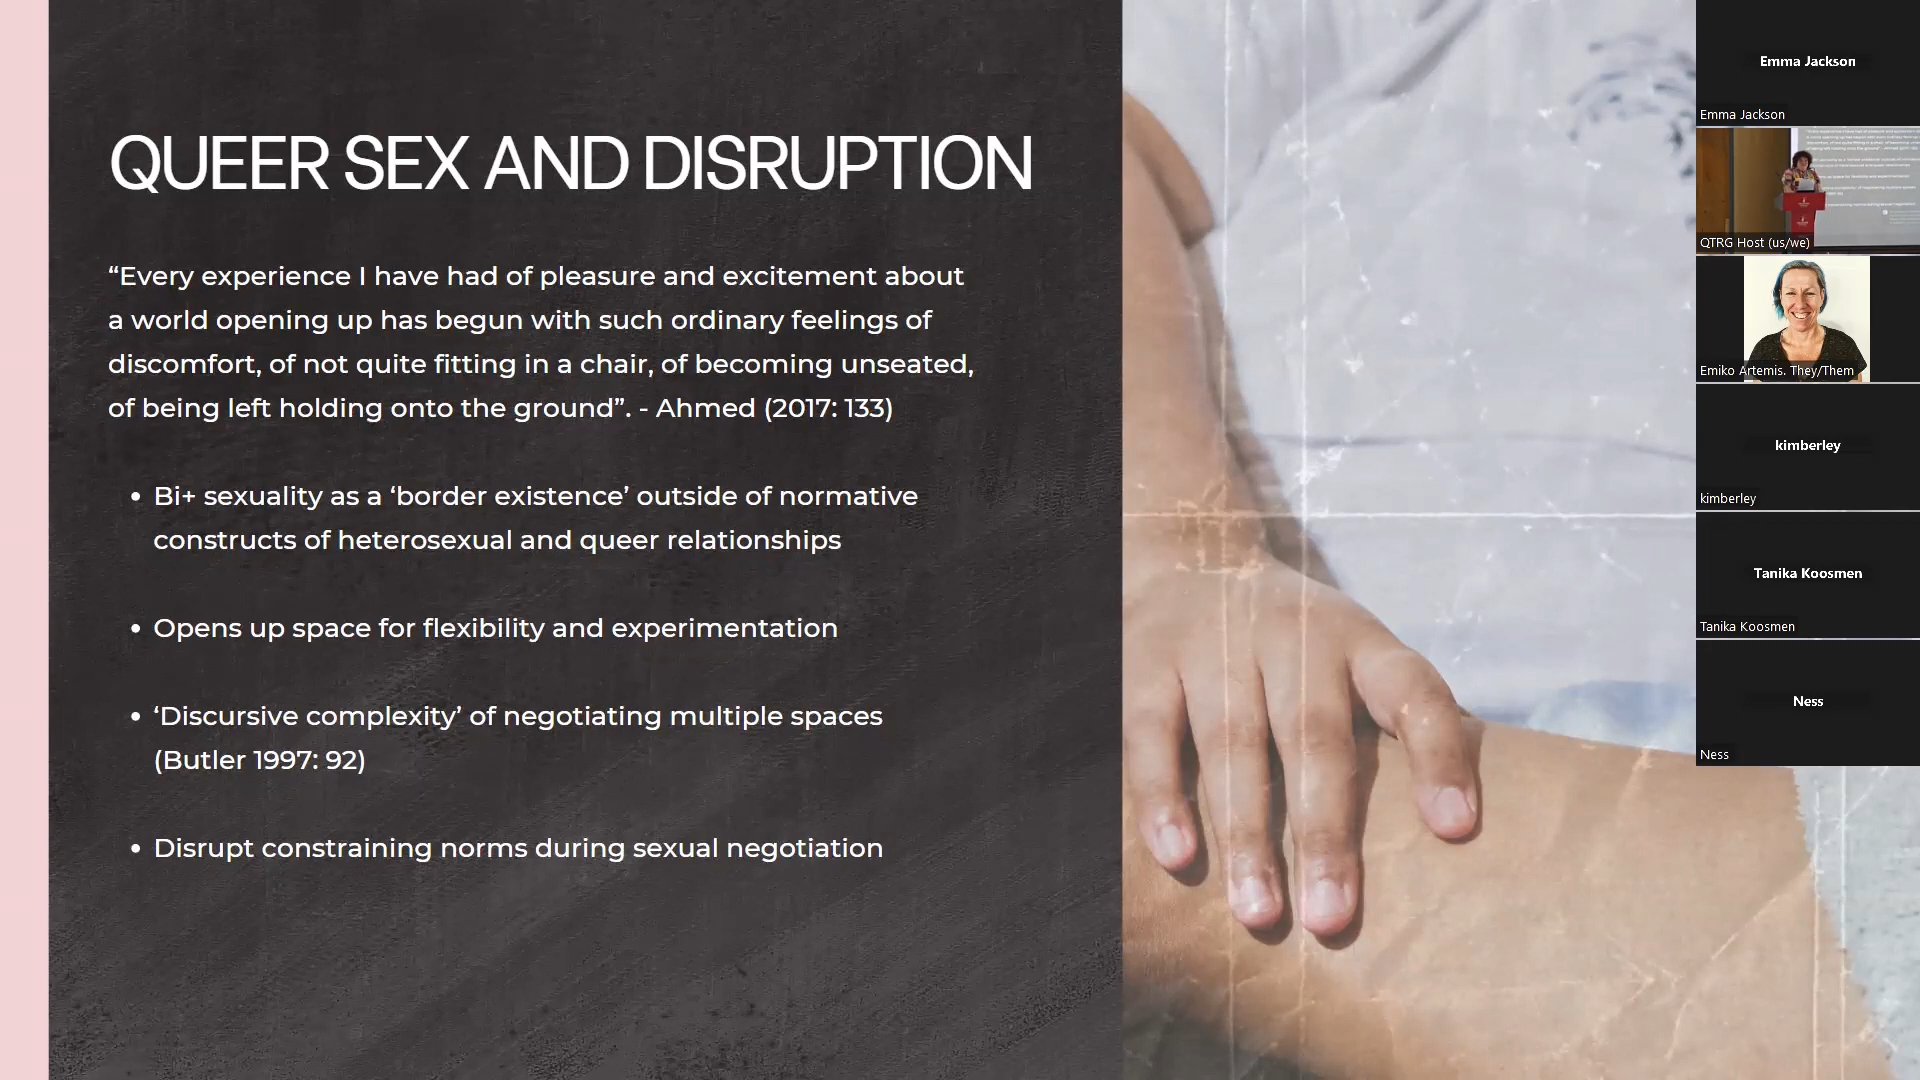 QUEER SEX AND DISRUPTION
“Every experience I have had of pleasure and excitement about
a world opening up has begun with such ordinary feelings of
discomfort, of not quite fitting in a chair, of becoming unseated,
of being left holding onto the ground”. - Ahmed (2017: 133)
• Bi+ sexuality as a ‘border existence’ outside of normative
constructs of heterosexual and queer relationships
• Opens up space for flexibility and experimentation
• ‘Discursive complexity’ of negotiating multiple spaces
(Butler 1997: 92)
• Disrupt constraining norms during sexual negotiation
Emma Jackson
Emma Jackson
QTRG Host (us/we)
Emiko Artemis. They/Them
kimberley
kimberley
Tanika Koosmen
Tanika Koosmen
Ness
Ness